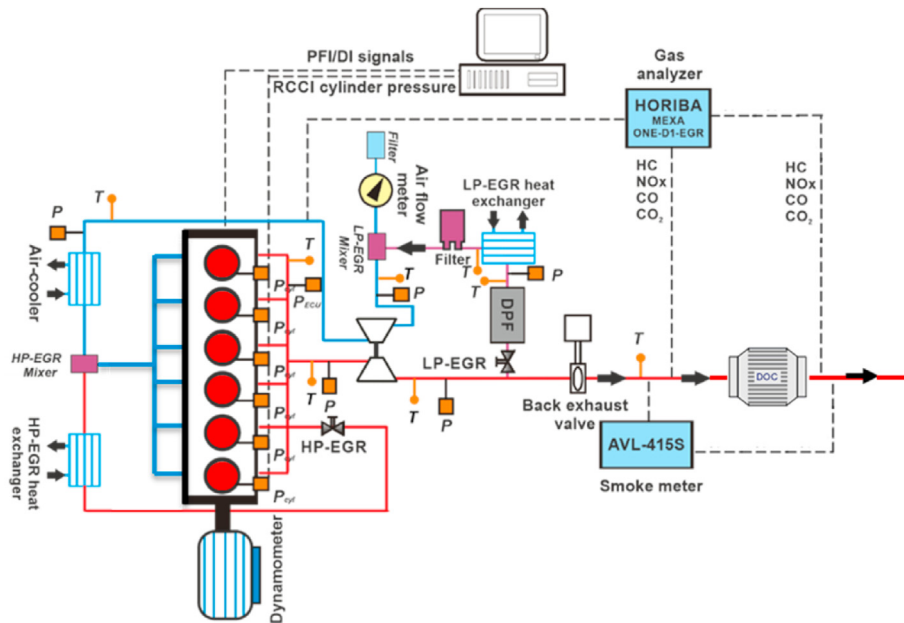 PFI/DI signals
RCCI cylinder pressure
Gas
analyzer
HORIBA
MEXA
ONE-D1-EGR
Filter
Air flow
meter
LP-EGR heat
exchanger
HC
NOx
CO
CO2
HC
NOx
CO
CO2
T
P
Air-cooler
LP-EGR
Mixer
Filter
T
T
T
P
T
P
PECU
P
DPF
HP-EGR
Mixer
Pcyl
Pcyl
Pcyl
Pcyl
Pcyl
Pcyl
LP-EGR
T
P
T
P
T
Back exhaust
valve
DOC
HP-EGR heat
exchanger
HP-EGR
AVL-415S
Smoke meter
Dynamometer